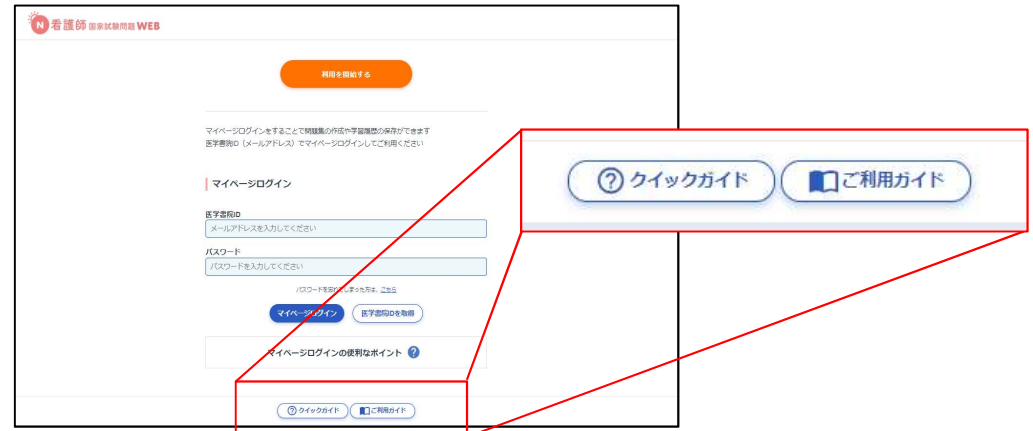 N 看護師 国家試験問題 WEB
利用を開始する
マイページログインをすることで問題集の作成や学習履歴の保存ができます
医学書院ID（メールアドレス）でマイページログインしてご利用ください
マイページログイン
医学書院ID
メールアドレスを入力してください
パスワード
パスワードを入力してください
パスワードを忘れてしまった方は、こちら
マイページログイン 医学書院IDを取得
マイページログインの便利なポイント ?
? クイックガイド ご利用ガイド
? クイックガイド ご利用ガイド